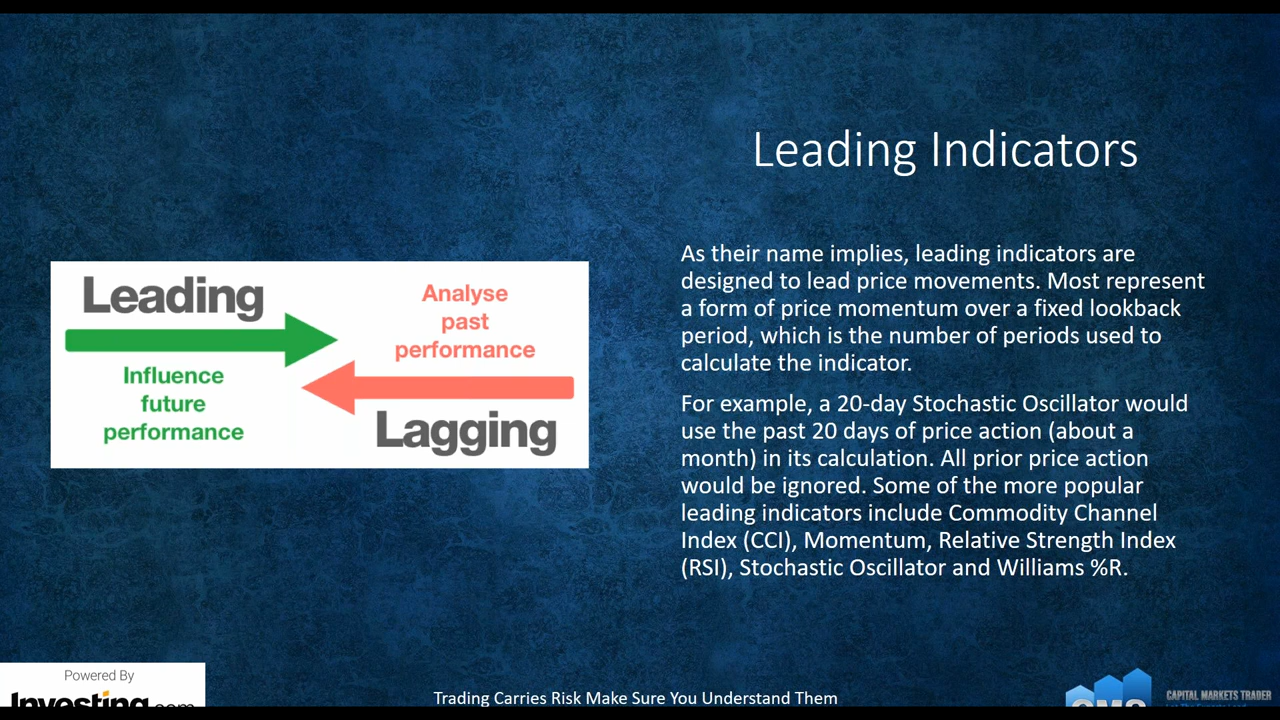 Leading Indicators
Leading
Influence
future
performance
Analyse
past
performance
Lagging
As their name implies, leading indicators are
designed to lead price movements. Most represent
a form of price momentum over a fixed lookback
period, which is the number of periods used to
calculate the indicator.
For example, a 20-day Stochastic Oscillator would
use the past 20 days of price action (about a
month) in its calculation. All prior price action
would be ignored. Some of the more popular
leading indicators include Commodity Channel
Index (CCI), Momentum, Relative Strength Index
(RSI), Stochastic Oscillator and Williams %R.
Powered By
Investing.com
Trading Carries Risk Make Sure You Understand Them
CAPITAL MARKETS TRADER